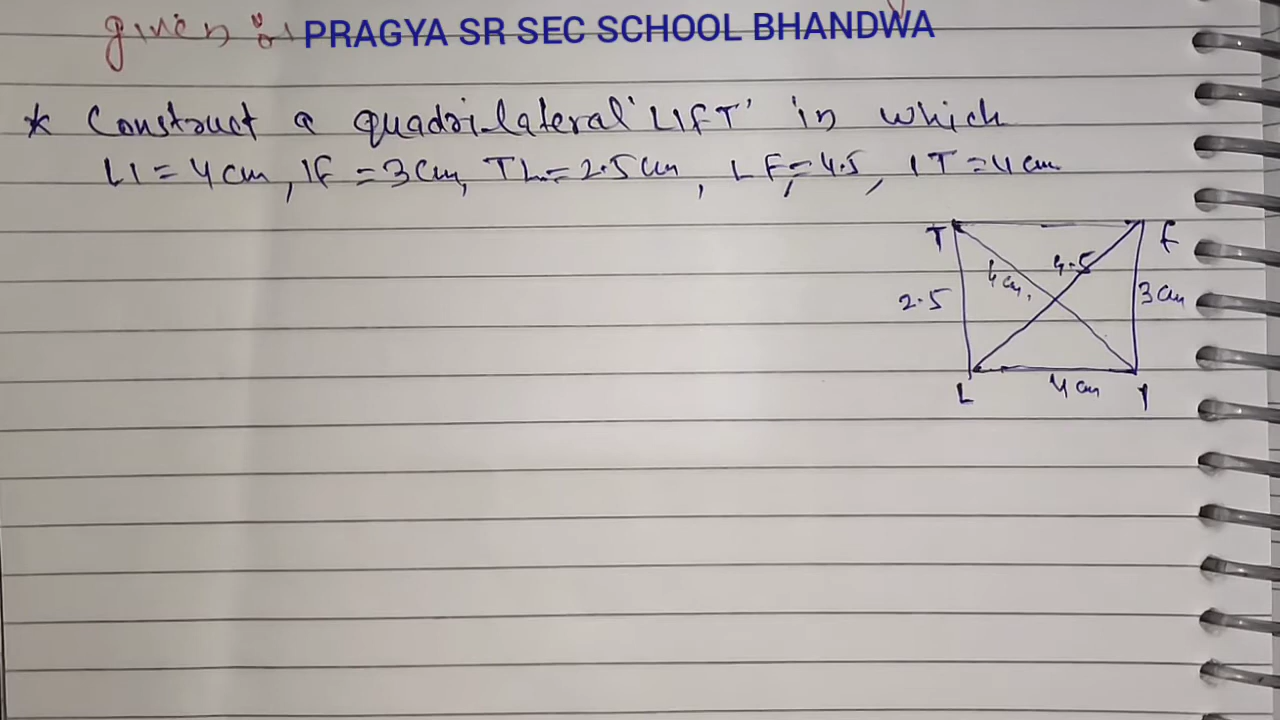 given :-
PRAGYA SR SEC SCHOOL BHANDWA
* Construct a quadrilateral 'LIFT' in which
LI = 4 cm, IF = 3 cm, TL = 2.5 cm, LF = 4.5, IT = 4 cm
T F
4 cm, 4.5
2.5 3 cm
4 cm
L I